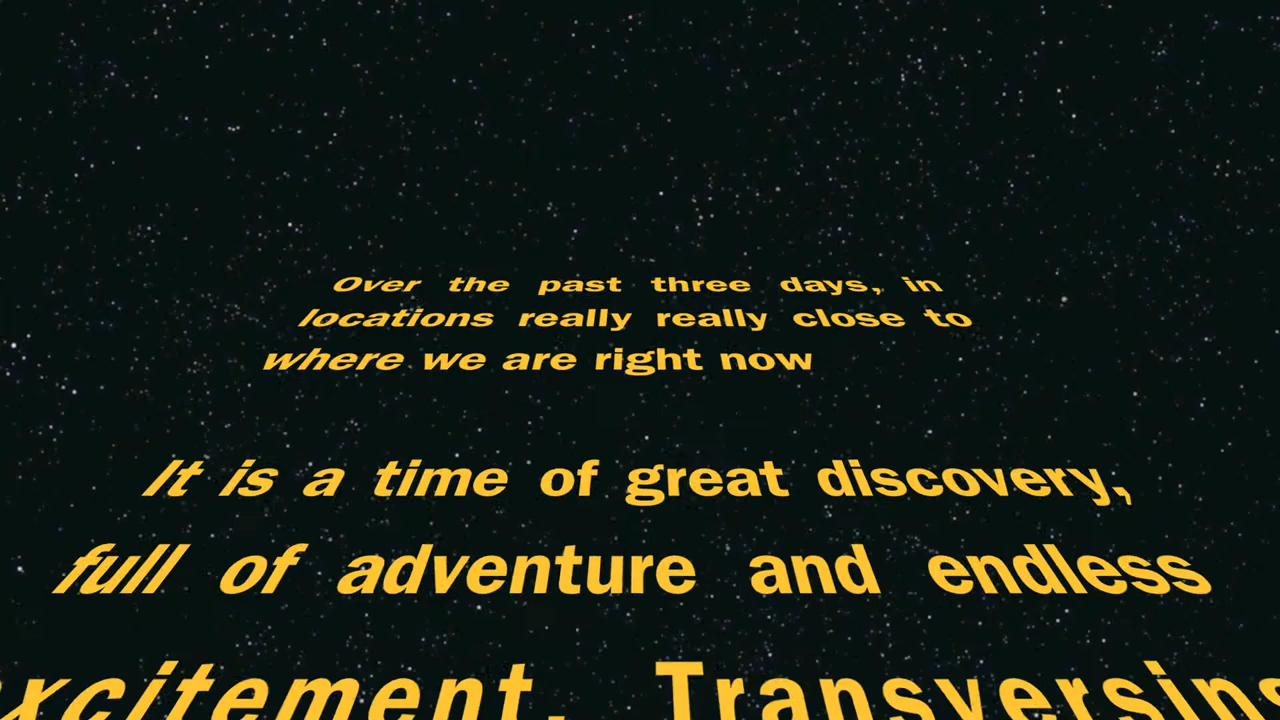 Over the past three days, in
locations really really close to
where we are right now
It is a time of great discovery,
full of adventure and endless
excitement. Transversing